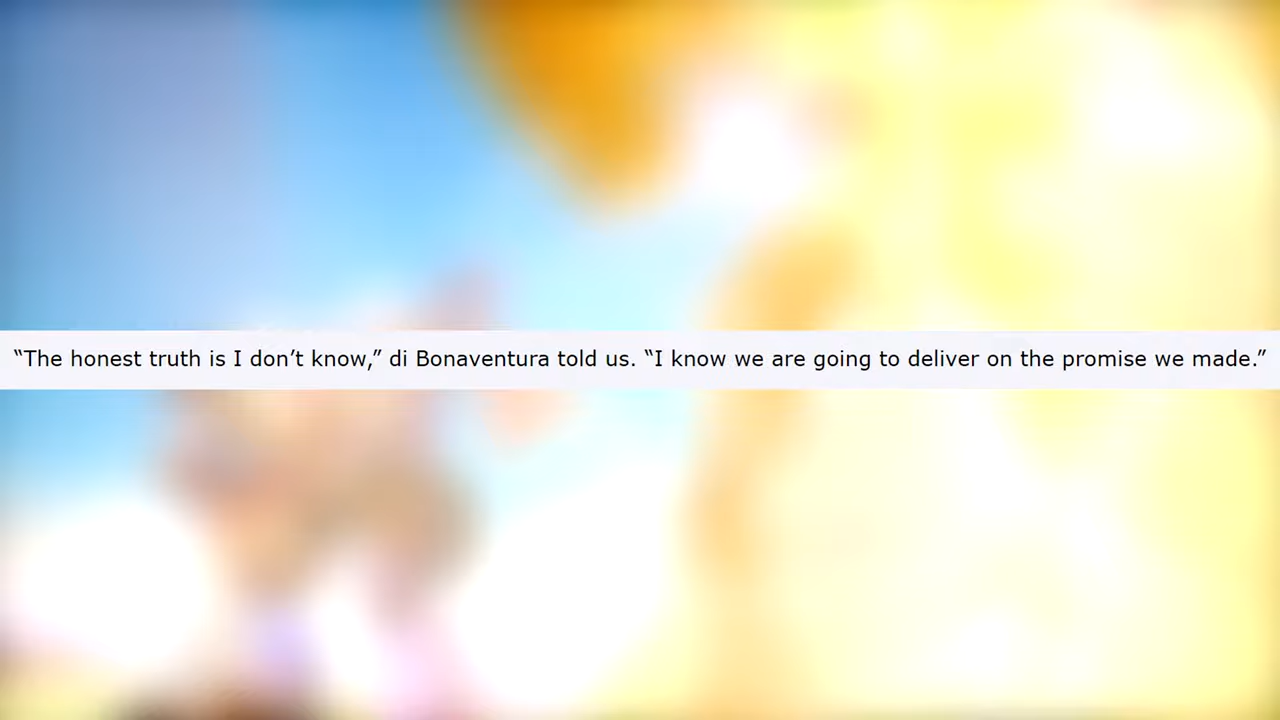 “The honest truth is I don’t know,” di Bonaventura told us. “I know we are going to deliver on the promise we made.”